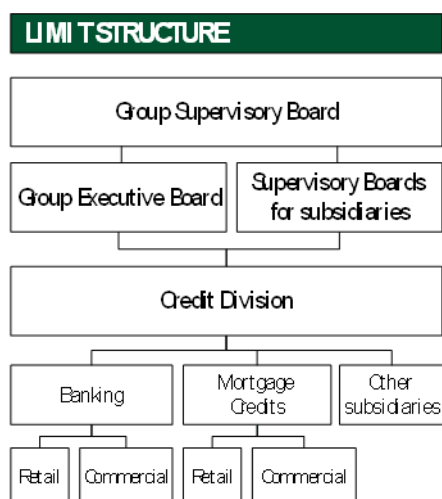 LIMIT STRUCTURE
Group Supervisory Board
Group Executive Board
Supervisory Boards
for subsidiaries
Credit Division
Banking
Mortgage
Credits
Other
subsidiaries
Retail
Commercial
Retail
Commercial